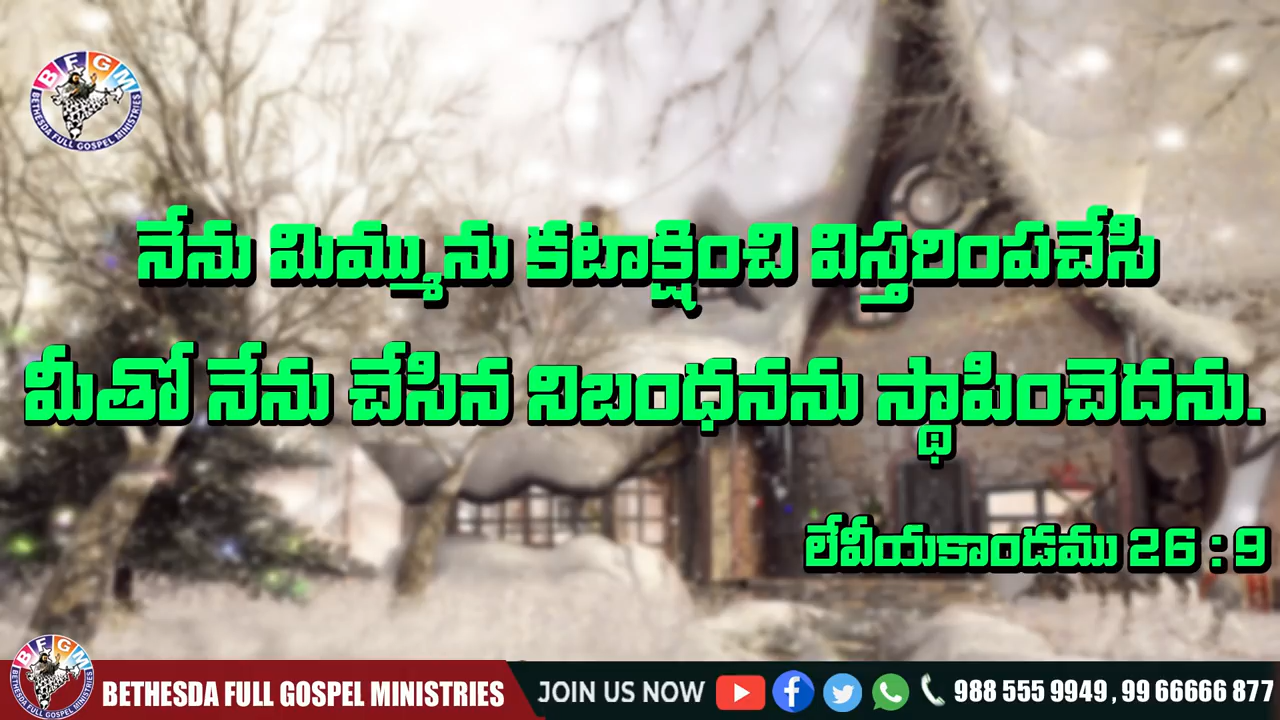 BFGM
BETHESDA FULL GOSPEL MINISTRIES
నేను మిమ్మును కటాక్షించి విస్తరింపచేసి
మీతో నేను చేసిన నిబంధనను స్థాపించెదను.
లేవీయకాండము 26 : 9
BFGM
BETHESDA FULL GOSPEL MINISTRIES
BETHESDA FULL GOSPEL MINISTRIES JOIN US NOW 988 555 9949 , 99 66666 877